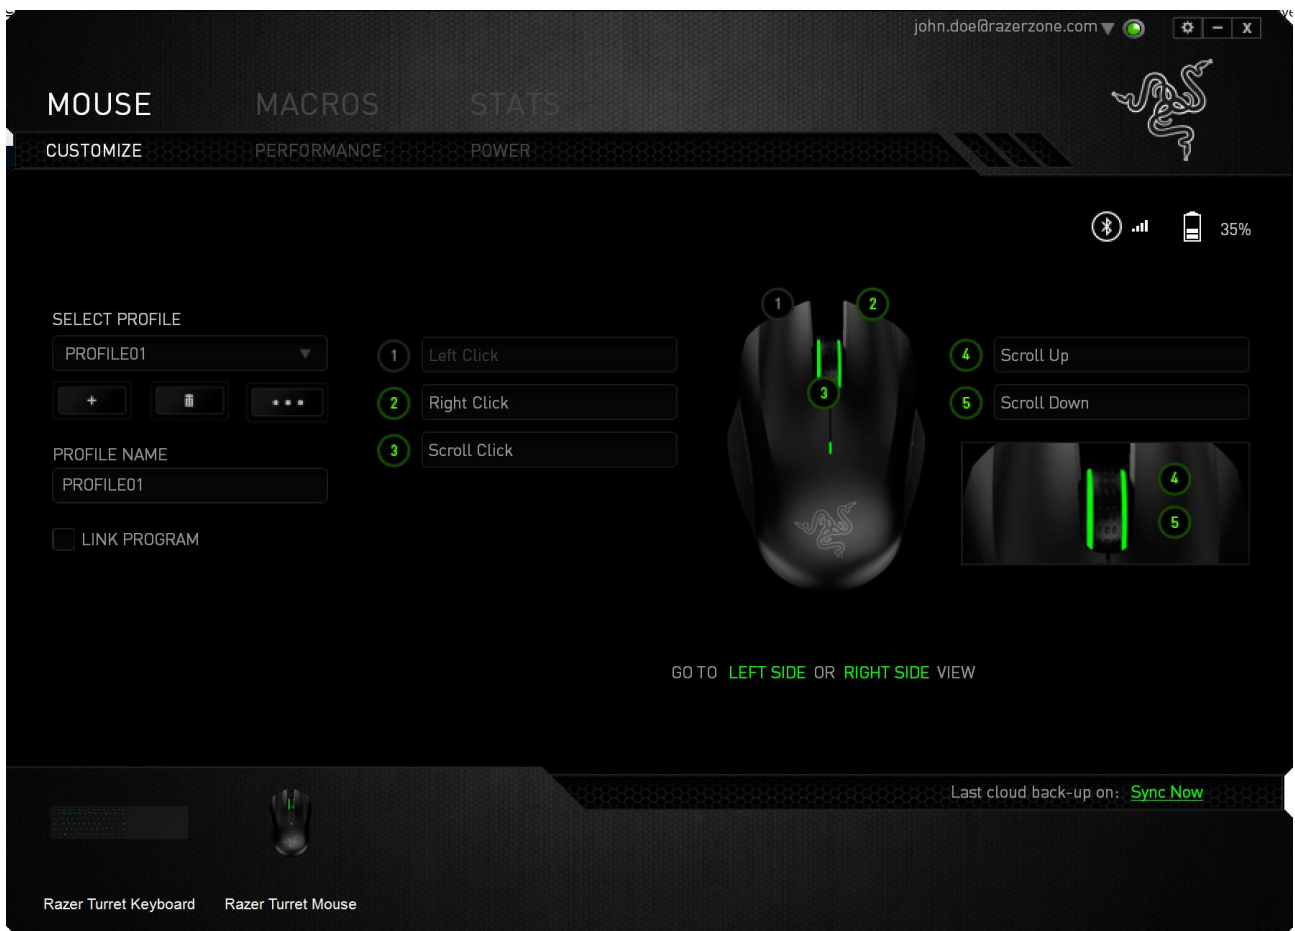 john.doe@razerzone.com
MOUSE MACROS STATS
CUSTOMIZE PERFORMANCE POWER
35%
SELECT PROFILE
PROFILE01
PROFILE NAME
PROFILE01
LINK PROGRAM
1 Left Click
2 Right Click
3 Scroll Click
1 2
3
4 Scroll Up
5 Scroll Down
4
5
GO TO LEFT SIDE OR RIGHT SIDE VIEW
Last cloud back-up on: Sync Now
Razer Turret Keyboard Razer Turret Mouse